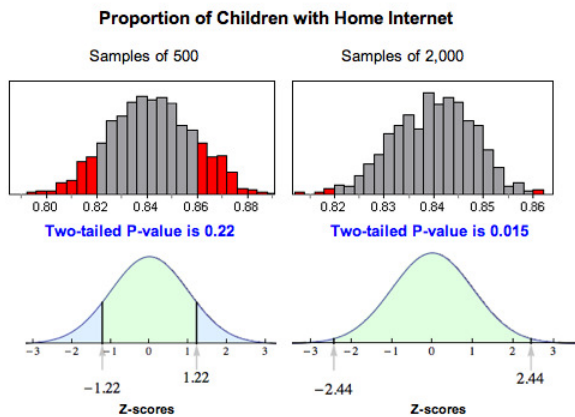 Proportion of Children with Home Internet
Samples of 500
Samples of 2,000
0.80 0.82 0.84 0.86 0.88
0.82 0.83 0.84 0.85 0.86
Two-tailed P-value is 0.22
Two-tailed P-value is 0.015
−3 −2 −1 0 1 2 3
−3 −2 −1 0 1 2 3
−1.22 1.22
−2.44 2.44
Z-scores
Z-scores